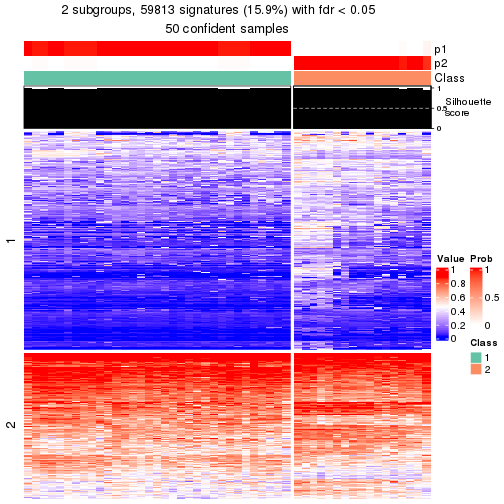 2 subgroups, 59813 signatures (15.9%) with fdr < 0.05
50 confident samples
p1
p2
Class
1
0.5
0
Silhouette
score
1
2
Value
1
0.8
0.6
0.4
0.2
0
Prob
1
0.5
0
Class
1
2